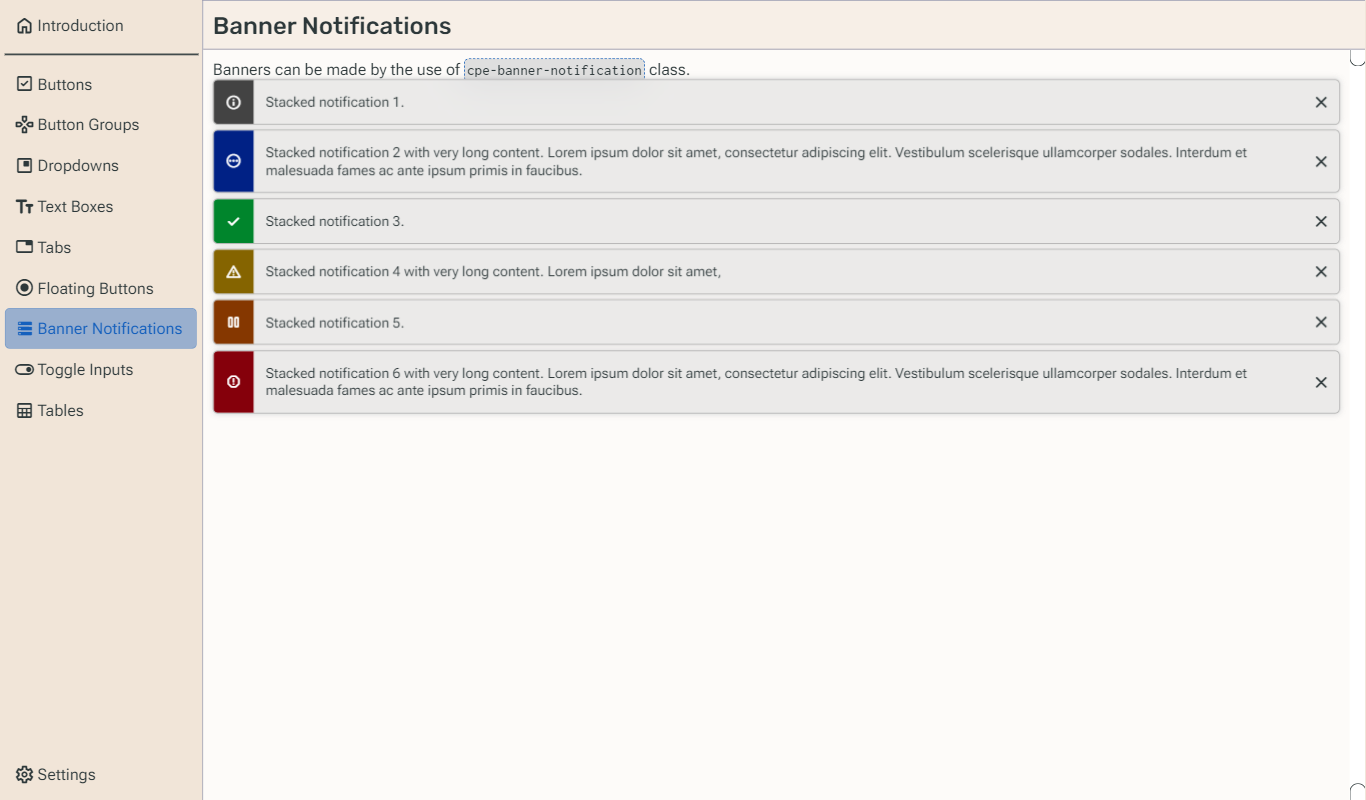 Introduction
Buttons
Button Groups
Dropdowns
Text Boxes
Tabs
Floating Buttons
Banner Notifications
Toggle Inputs
Tables
Settings
Banner Notifications
Banners can be made by the use of cpe-banner-notification class.
Stacked notification 1.
Stacked notification 2 with very long content. Lorem ipsum dolor sit amet, consectetur adipiscing elit. Vestibulum scelerisque ullamcorper sodales. Interdum et
malesuada fames ac ante ipsum primis in faucibus.
Stacked notification 3.
Stacked notification 4 with very long content. Lorem ipsum dolor sit amet,
Stacked notification 5.
Stacked notification 6 with very long content. Lorem ipsum dolor sit amet, consectetur adipiscing elit. Vestibulum scelerisque ullamcorper sodales. Interdum et
malesuada fames ac ante ipsum primis in faucibus.